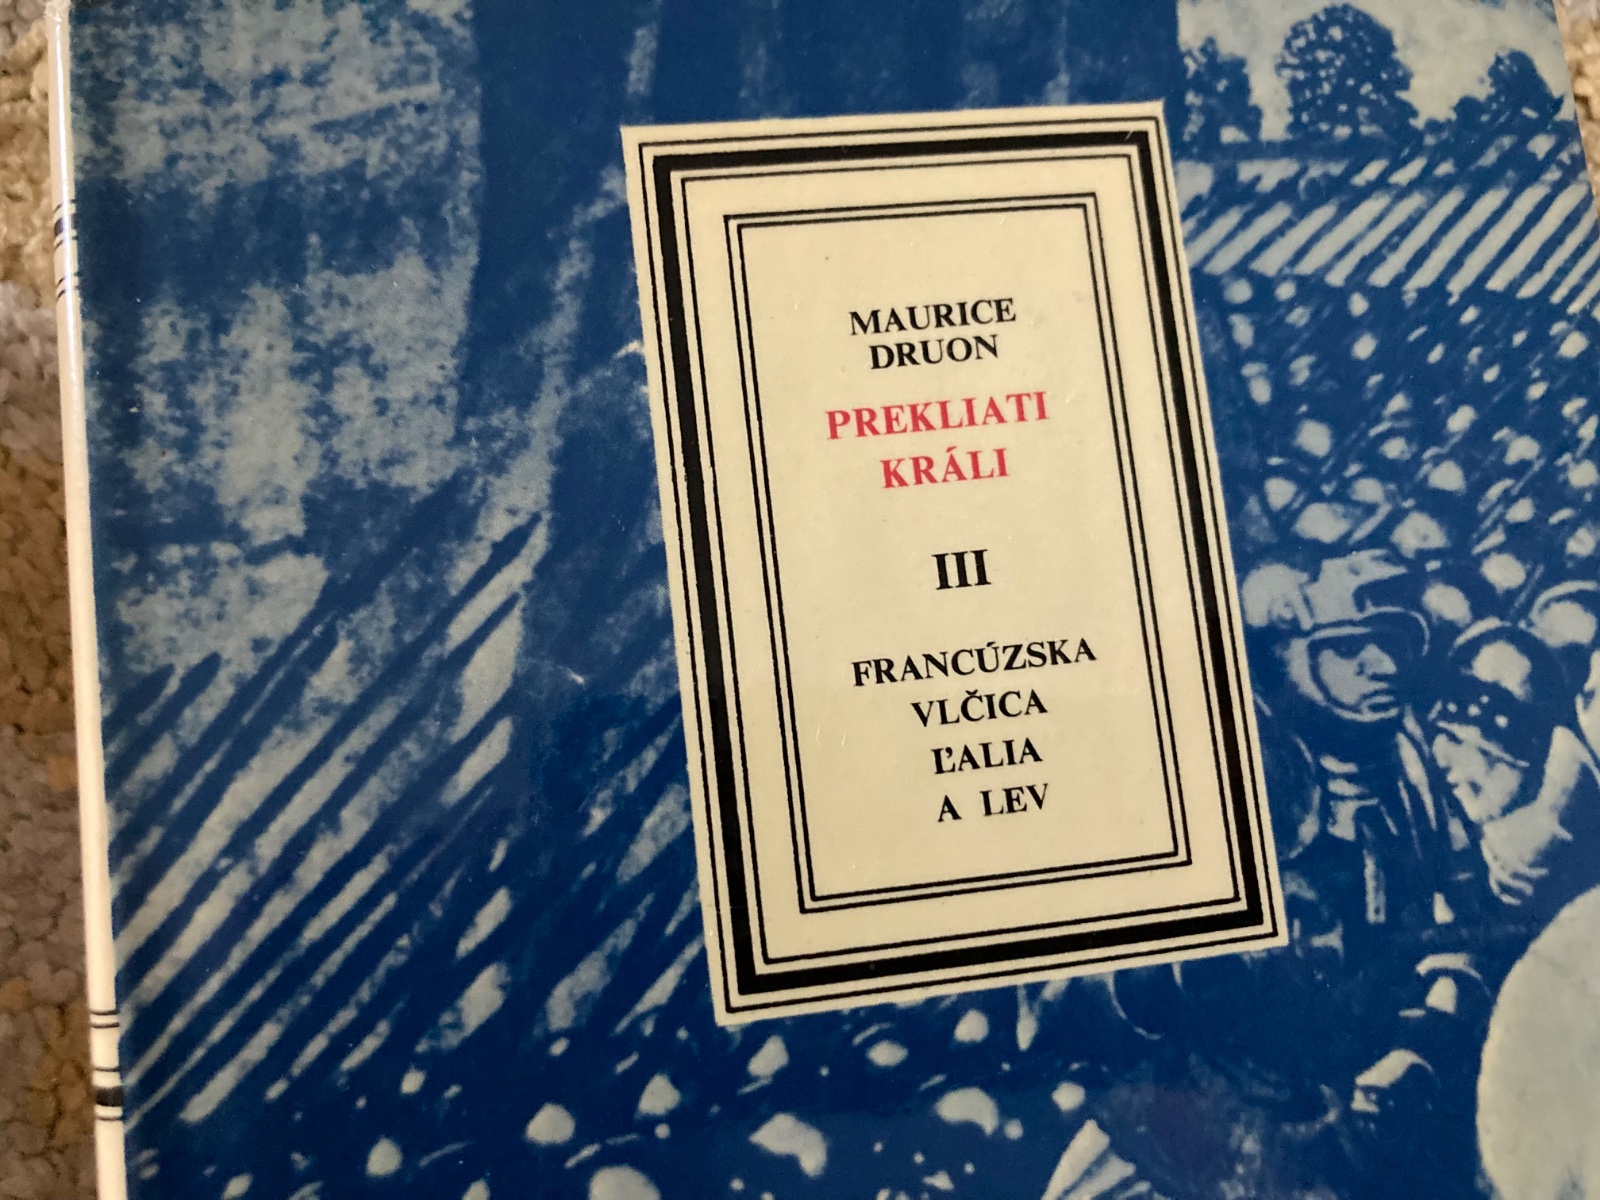 MAURICE
DRUON
PREKLIATI
KRÁLI
III
FRANCÚZSKA
VLČICA
ĽALIA
A LEV